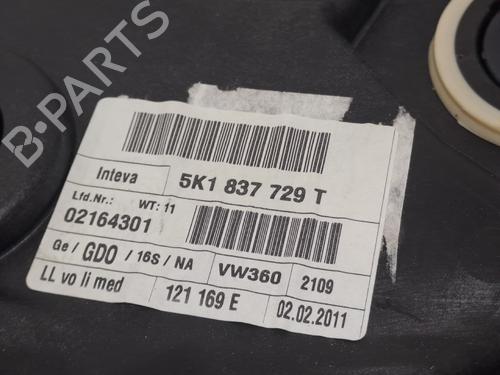 B-PARTS
Inteva 5K1 837 729 T
Lfd.Nr.: WT: 11
02164301
Ge / GDO / 16S / NA VW360 2109
LL vo li med 121 169 E 02.02.2011